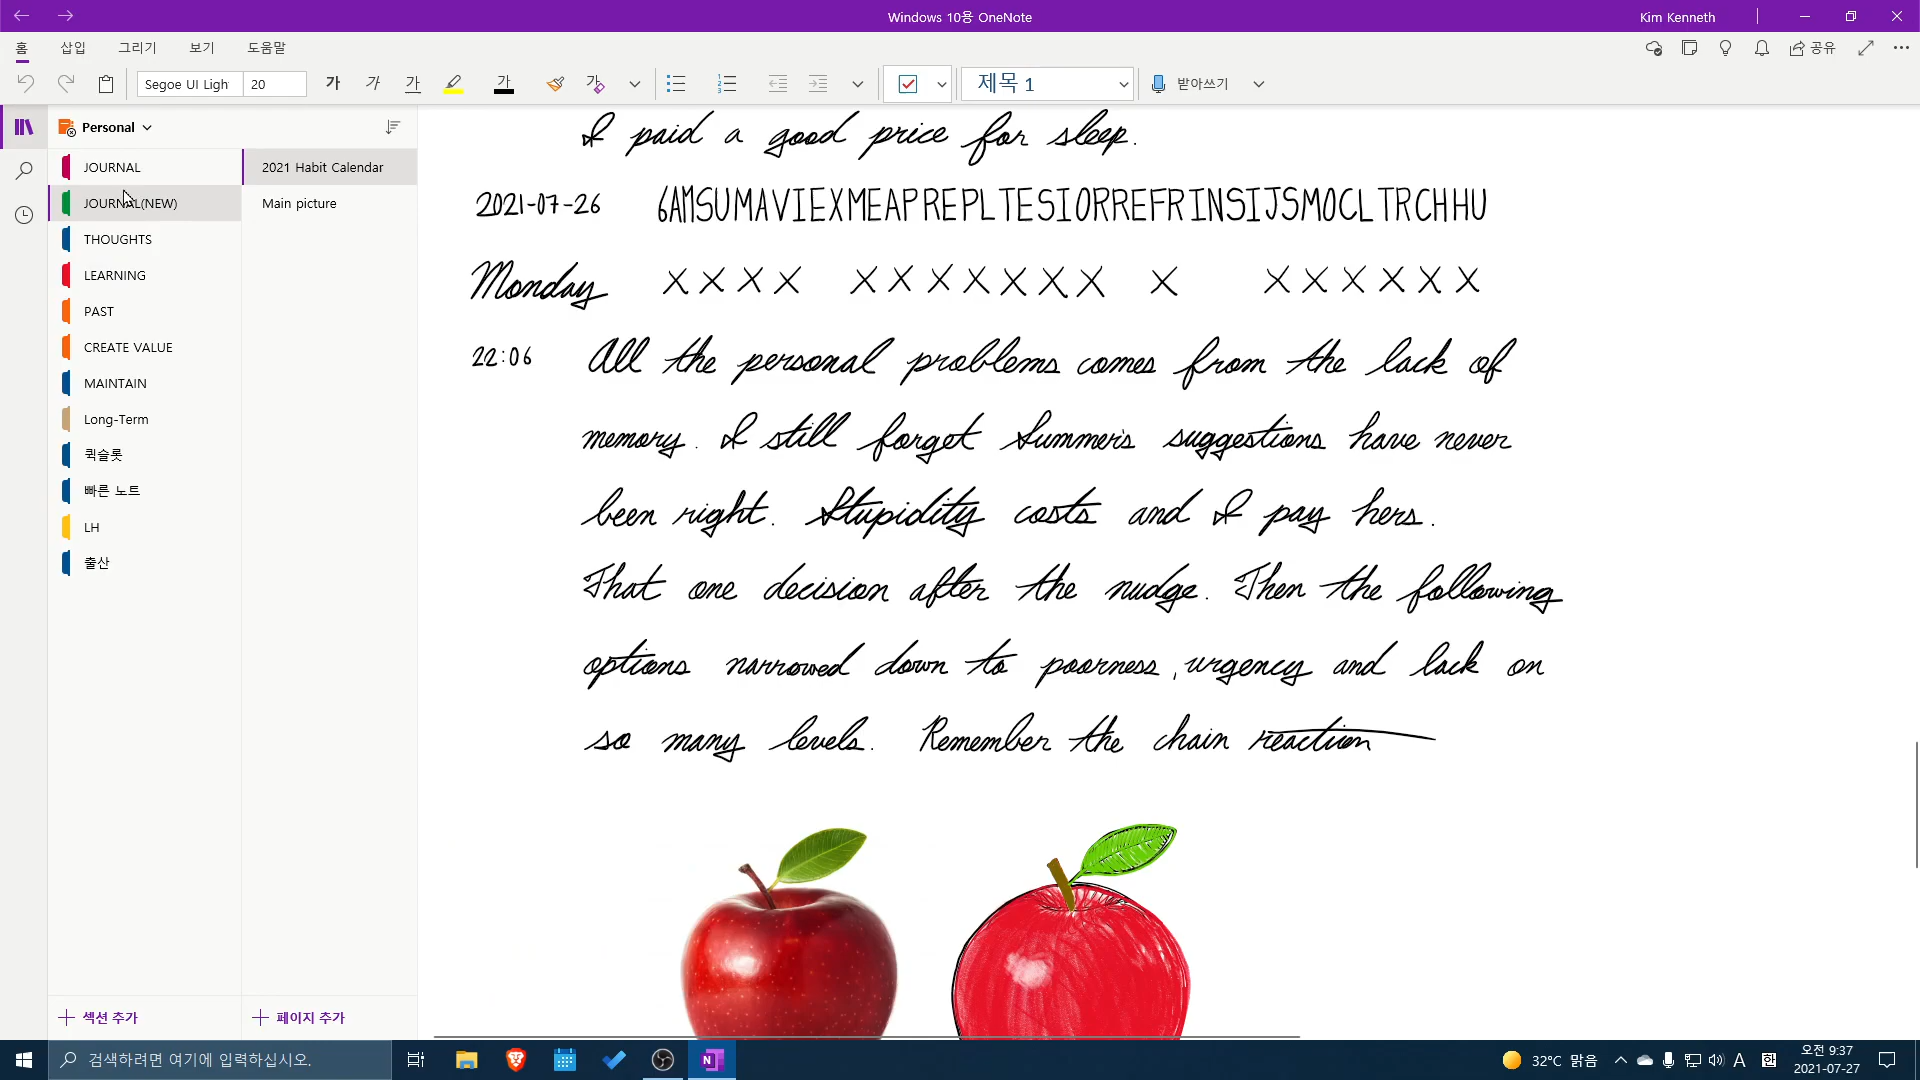 Windows 10용 OneNote
Kim Kenneth
홈 삽입 그리기 보기 도움말
공유
Segoe UI Ligh 20 가 가 가 가 가 제목 1 받아쓰기
Personal
JOURNAL
JOURNAL(NEW)
THOUGHTS
LEARNING
PAST
CREATE VALUE
MAINTAIN
Long-Term
퀵슬롯
빠른 노트
LH
출산
섹션 추가
2021 Habit Calendar
Main picture
페이지 추가
I paid a good price for sleep.
2021-07-26 6AMSUMAVIEXMEAPREPLTESIORREFRINSIJSMOCLTRCHHU
Monday X X X X X X X X X X X X X X X X X X
22:06 All the personal problems comes from the lack of
memory. I still forget Summer's suggestions have never
been right. Stupidity costs and I pay hers.
That one decision after the nudge. Then the following
options narrowed down to poorness, urgency and lack on
so many levels. Remember the chain reaction
검색하려면 여기에 입력하십시오.
32°C 맑음
A 한
오전 9:37
2021-07-27